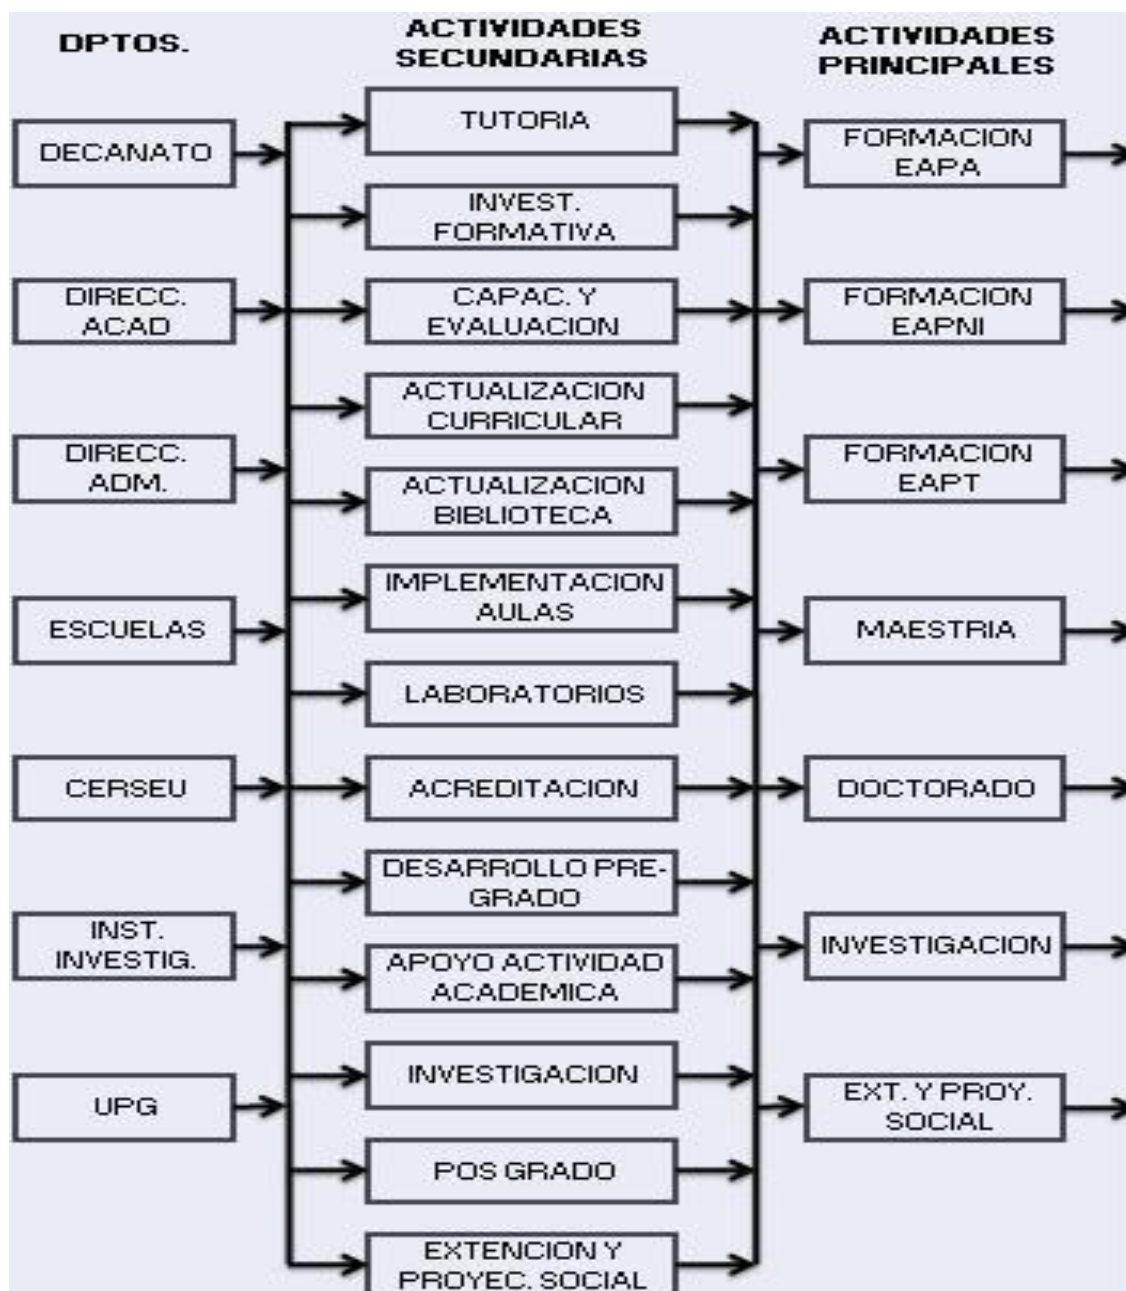 DPTOS.
ACTIVIDADES
SECUNDARIAS
ACTIVIDADES
PRINCIPALES
DECANATO
DIRECC.
ACAD
DIRECC.
ADM.
ESCUELAS
CERSEU
INST.
INVESTIG.
UPG
TUTORIA
INVEST.
FORMATIVA
CAPAC. Y
EVALUACION
ACTUALIZACION
CURRICULAR
ACTUALIZACION
BIBLIOTECA
IMPLEMENTACION
AULAS
LABORATORIOS
ACREDITACION
DESARROLLO PRE-
GRADO
APOYO ACTIVIDAD
ACADEMICA
INVESTIGACION
POS GRADO
EXTENCION Y
PROYEC. SOCIAL
FORMACION
EAPA
FORMACION
EAPNI
FORMACION
EAPT
MAESTRIA
DOCTORADO
INVESTIGACION
EXT. Y PROY.
SOCIAL